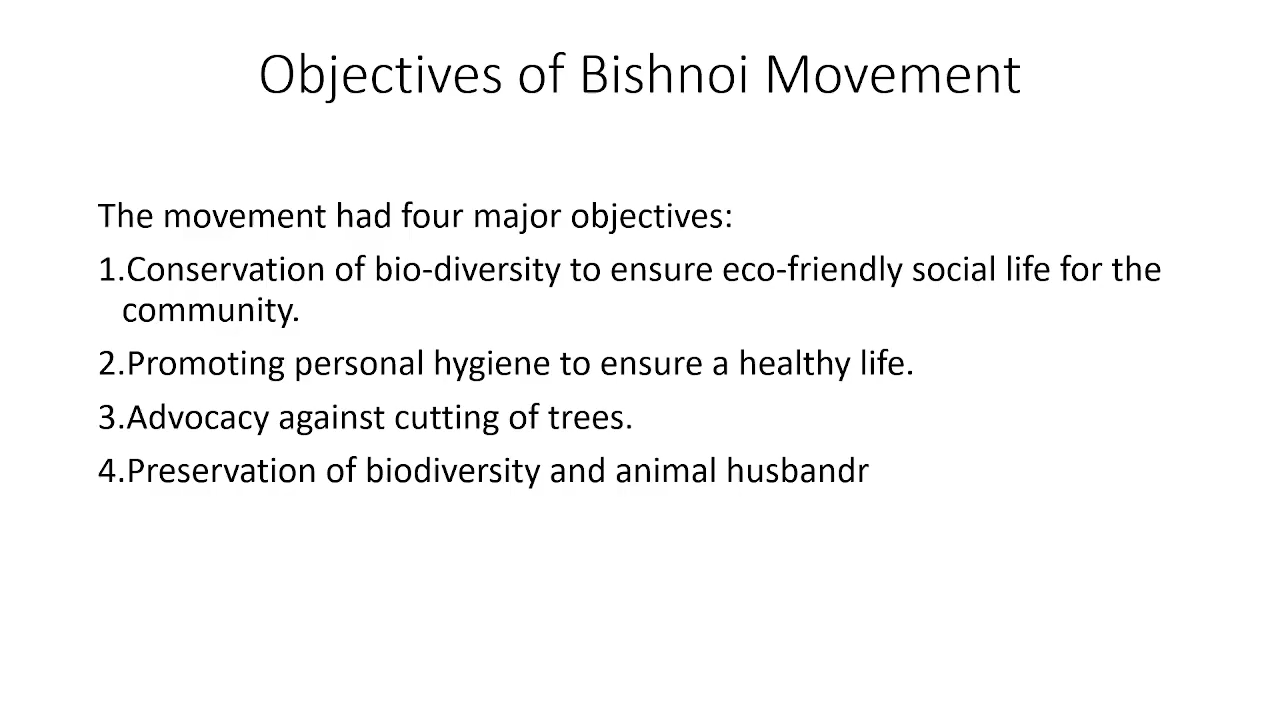 Objectives of Bishnoi Movement
The movement had four major objectives:
1.Conservation of bio-diversity to ensure eco-friendly social life for the
community.
2.Promoting personal hygiene to ensure a healthy life.
3.Advocacy against cutting of trees.
4.Preservation of biodiversity and animal husbandr